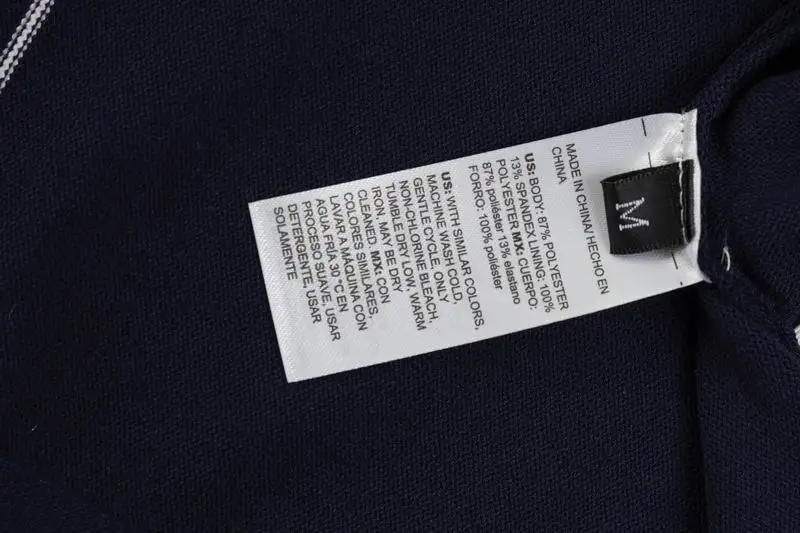 M
MADE IN CHINA/ HECHO EN
CHINA
US: BODY: 87% POLYESTER
13% SPANDEX LINING: 100%
POLYESTER MX: CUERPO:
87% poliéster 13% elastano
FORRO: 100% poliéster
US: WITH SIMILAR COLORS,
MACHINE WASH COLD,
GENTLE CYCLE, ONLY
NON-CHLORINE BLEACH,
TUMBLE DRY LOW, WARM
IRON, MAY BE DRY
CLEANED. MX: CON
COLORES SIMILARES,
LAVAR A MÁQUINA CON
AGUA FRÍA 30 °C EN
PROCESO SUAVE, USAR
DETERGENTE, USAR
SOLAMENTE